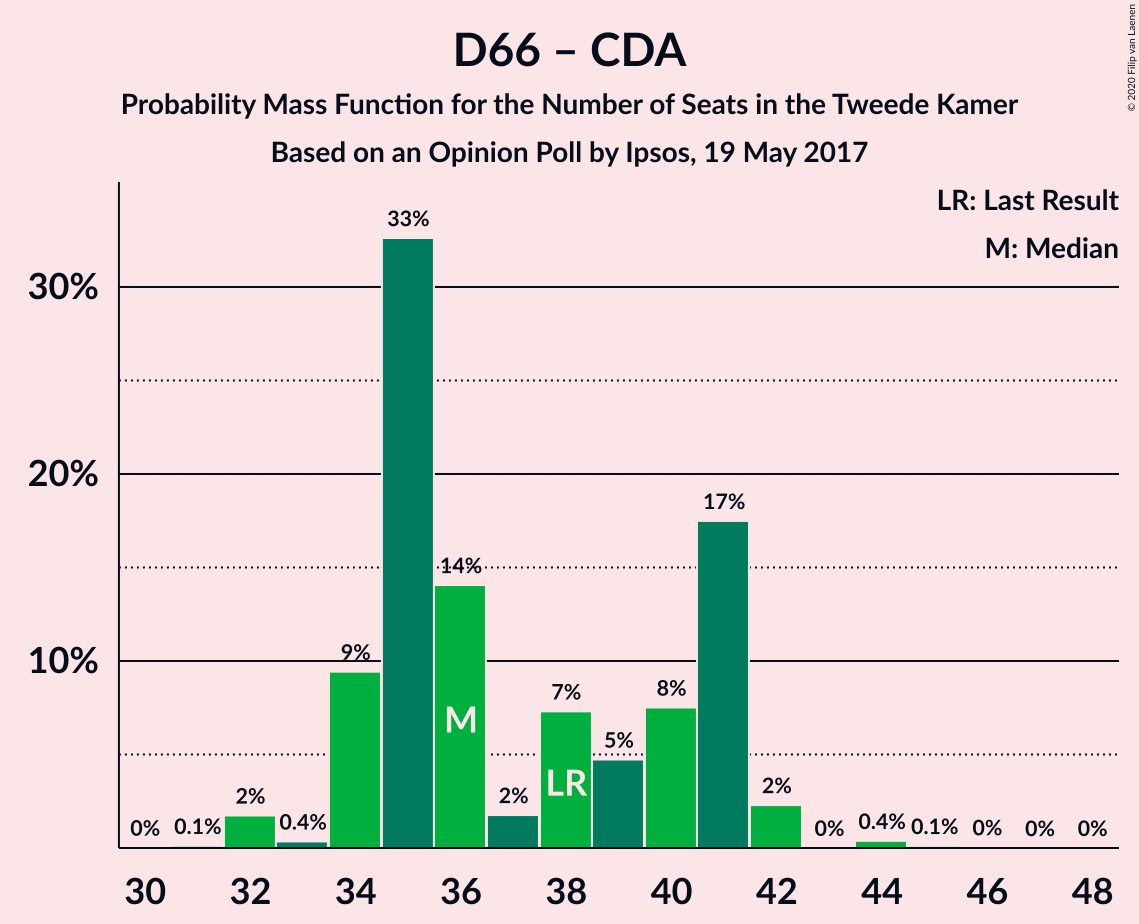 D66 – CDA
Probability Mass Function for the Number of Seats in the Tweede Kamer
Based on an Opinion Poll by Ipsos, 19 May 2017
© 2020 Filip van Laenen
LR: Last Result
M: Median
30%
20%
10%
0%
0.1%
2%
0.4%
9%
33%
14%
2%
7%
5%
8%
17%
2%
0%
0.4%
0.1%
0%
0%
0%
M
LR
30 32 34 36 38 40 42 44 46 48